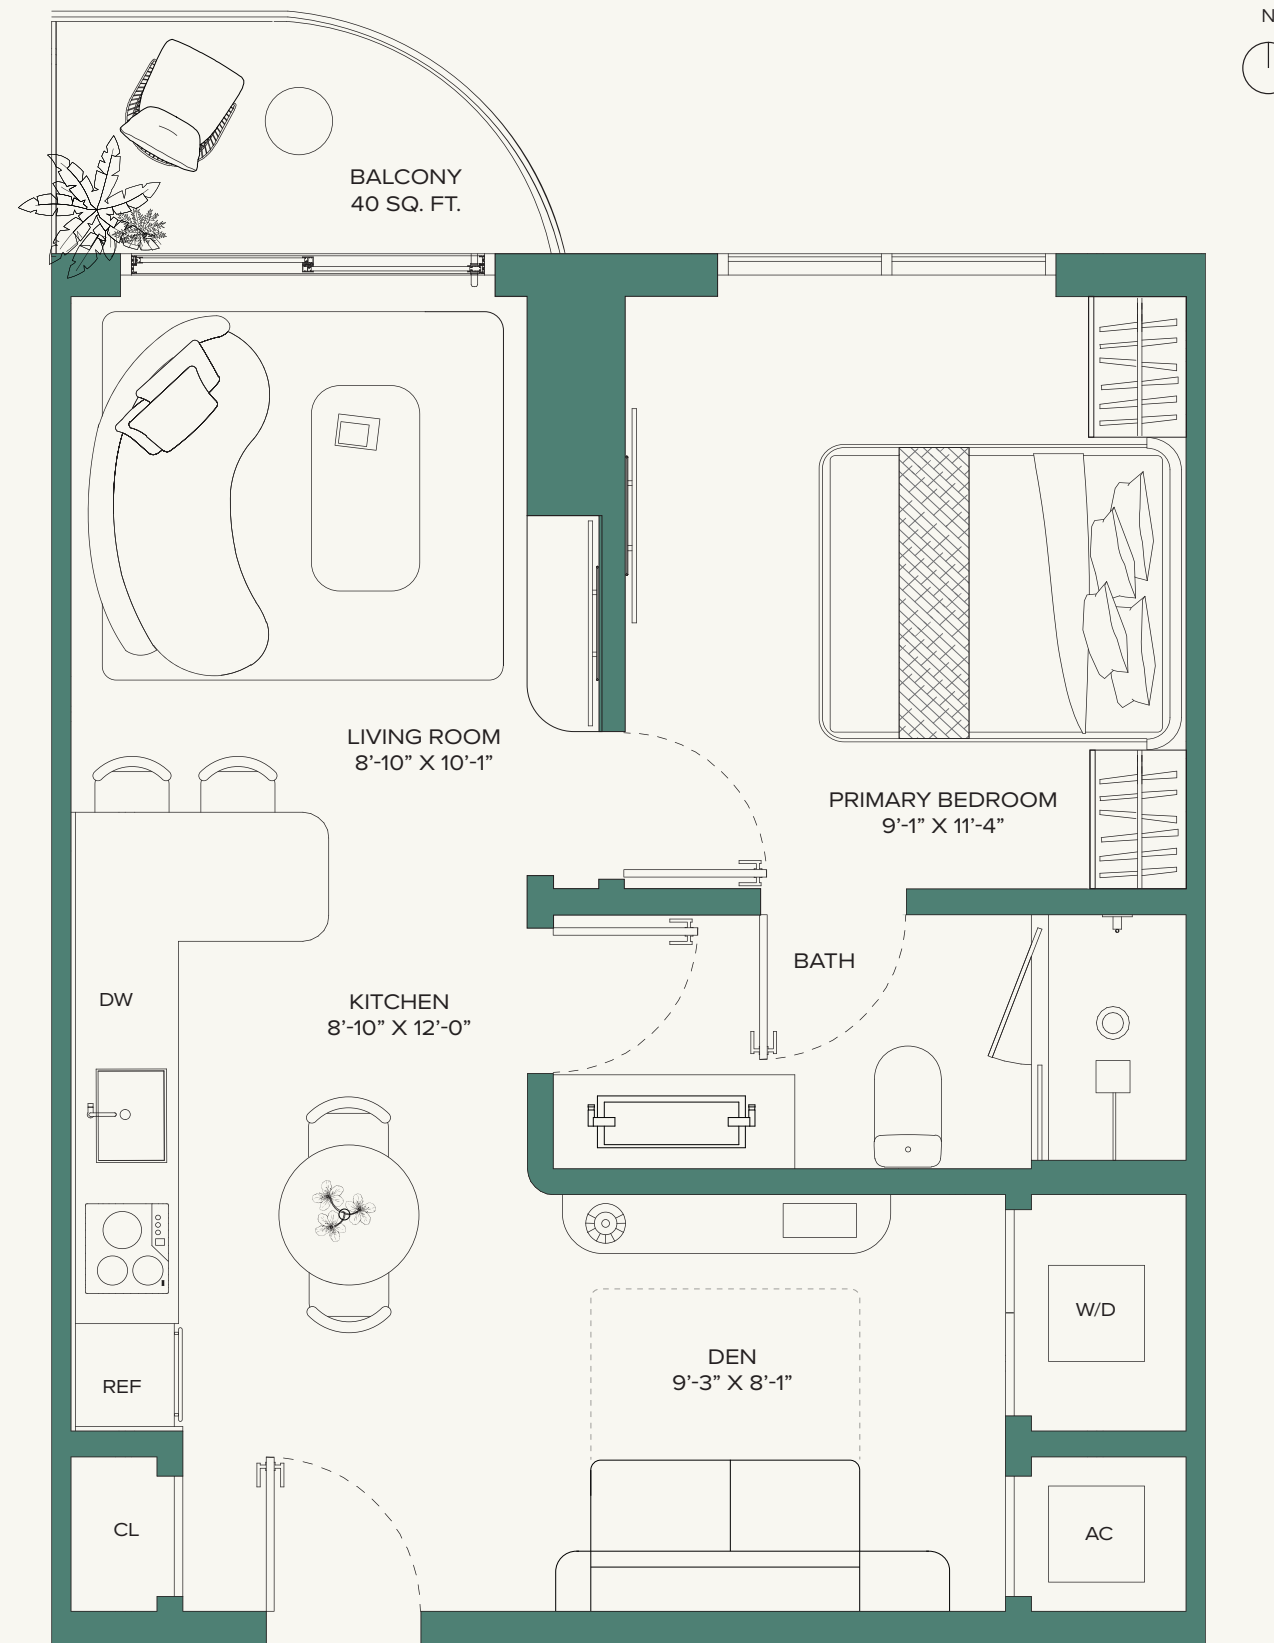 N
BALCONY
40 SQ. FT.
LIVING ROOM
8’-10” X 10’-1”
PRIMARY BEDROOM
9’-1” X 11’-4”
BATH
DW
KITCHEN
8’-10” X 12’-0”
W/D
DEN
9’-3” X 8’-1”
REF
CL
AC